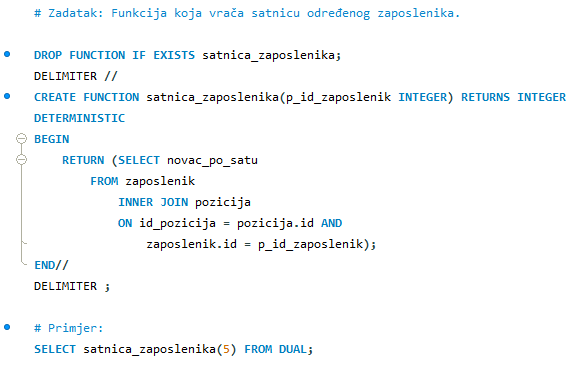 # Zadatak: Funkcija koja vrača satnicu određenog zaposlenika.
DROP FUNCTION IF EXISTS satnica_zaposlenika;
DELIMITER //
CREATE FUNCTION satnica_zaposlenika(p_id_zaposlenik INTEGER) RETURNS INTEGER
DETERMINISTIC
BEGIN
RETURN (SELECT novac_po_satu
FROM zaposlenik
INNER JOIN pozicija
ON id_pozicija = pozicija.id AND
zaposlenik.id = p_id_zaposlenik);
END//
DELIMITER ;
# Primjer:
SELECT satnica_zaposlenika(5) FROM DUAL;